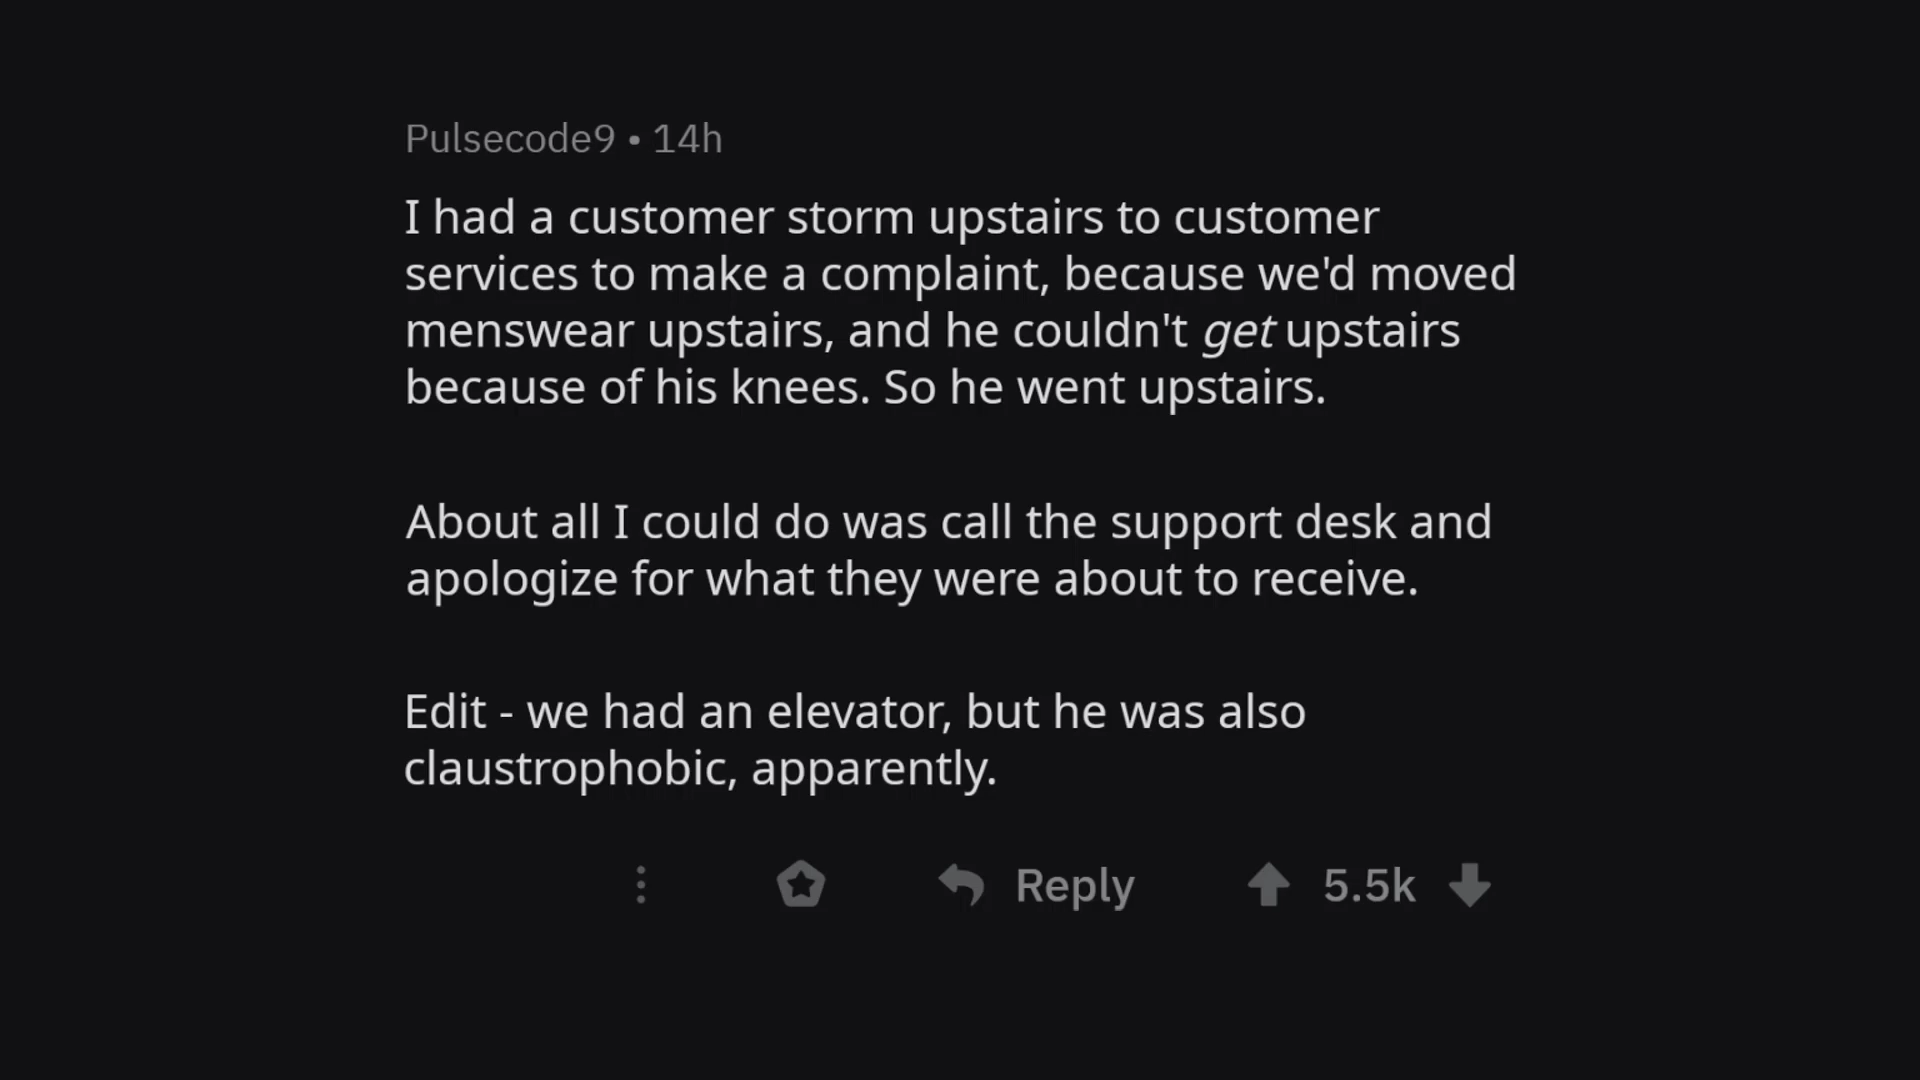 Pulsecode9 • 14h
I had a customer storm upstairs to customer
services to make a complaint, because we'd moved
menswear upstairs, and he couldn't get upstairs
because of his knees. So he went upstairs.
About all I could do was call the support desk and
apologize for what they were about to receive.
Edit - we had an elevator, but he was also
claustrophobic, apparently.
Reply 5.5k